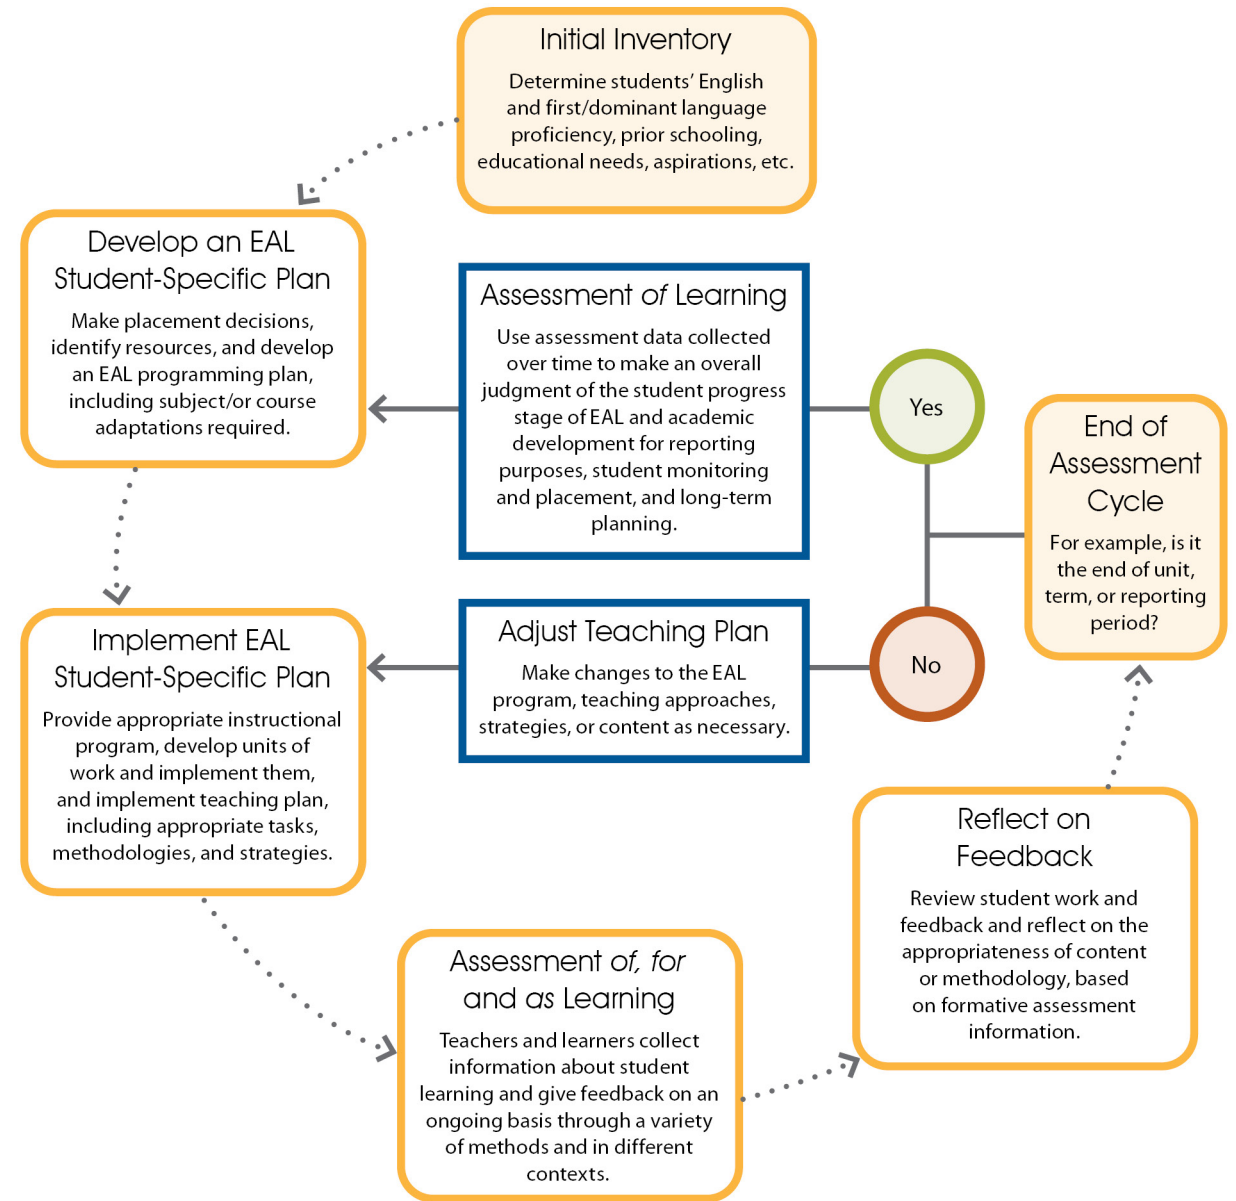 Initial Inventory
Determine students’ English
and first/dominant language
proficiency, prior schooling,
educational needs, aspirations, etc.
Develop an EAL
Student-Specific Plan
Make placement decisions,
identify resources, and develop
an EAL programming plan,
including subject/or course
adaptations required.
Assessment of Learning
Use assessment data collected
over time to make an overall
judgment of the student progress
stage of EAL and academic
development for reporting
purposes, student monitoring
and placement, and long-term
planning.
Yes
End of
Assessment
Cycle
For example, is it
the end of unit,
term, or reporting
period?
Implement EAL
Student-Specific Plan
Provide appropriate instructional
program, develop units of
work and implement them,
and implement teaching plan,
including appropriate tasks,
methodologies, and strategies.
Adjust Teaching Plan
Make changes to the EAL
program, teaching approaches,
strategies, or content as necessary.
No
Reflect on
Feedback
Review student work and
feedback and reflect on the
appropriateness of content
or methodology, based
on formative assessment
information.
Assessment of, for
and as Learning
Teachers and learners collect
information about student
learning and give feedback on an
ongoing basis through a variety
of methods and in different
contexts.